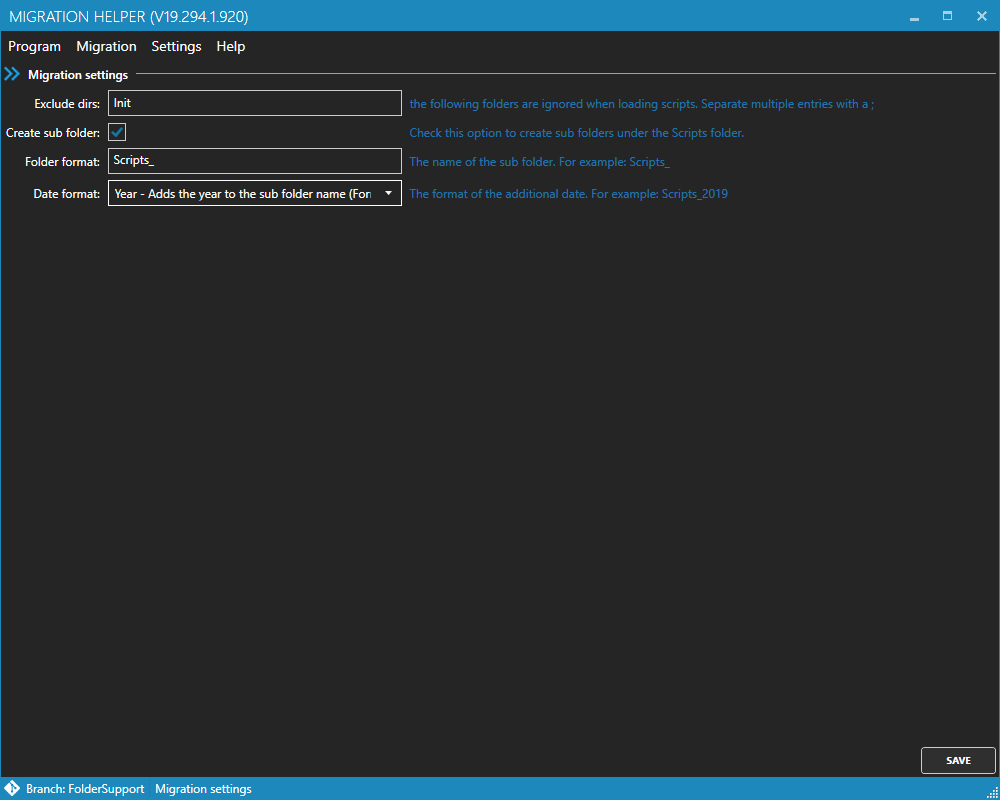 MIGRATION HELPER (V19.294.1.920)
Program Migration Settings Help
Migration settings
Exclude dirs: Init the following folders are ignored when loading scripts. Separate multiple entries with a ;
Create sub folder: Check this option to create sub folders under the Scripts folder.
Folder format: Scripts_ The name of the sub folder. For example: Scripts_
Date format: Year - Adds the year to the sub folder name (For The format of the additional date. For example: Scripts_2019
SAVE
Branch: FolderSupport Migration settings